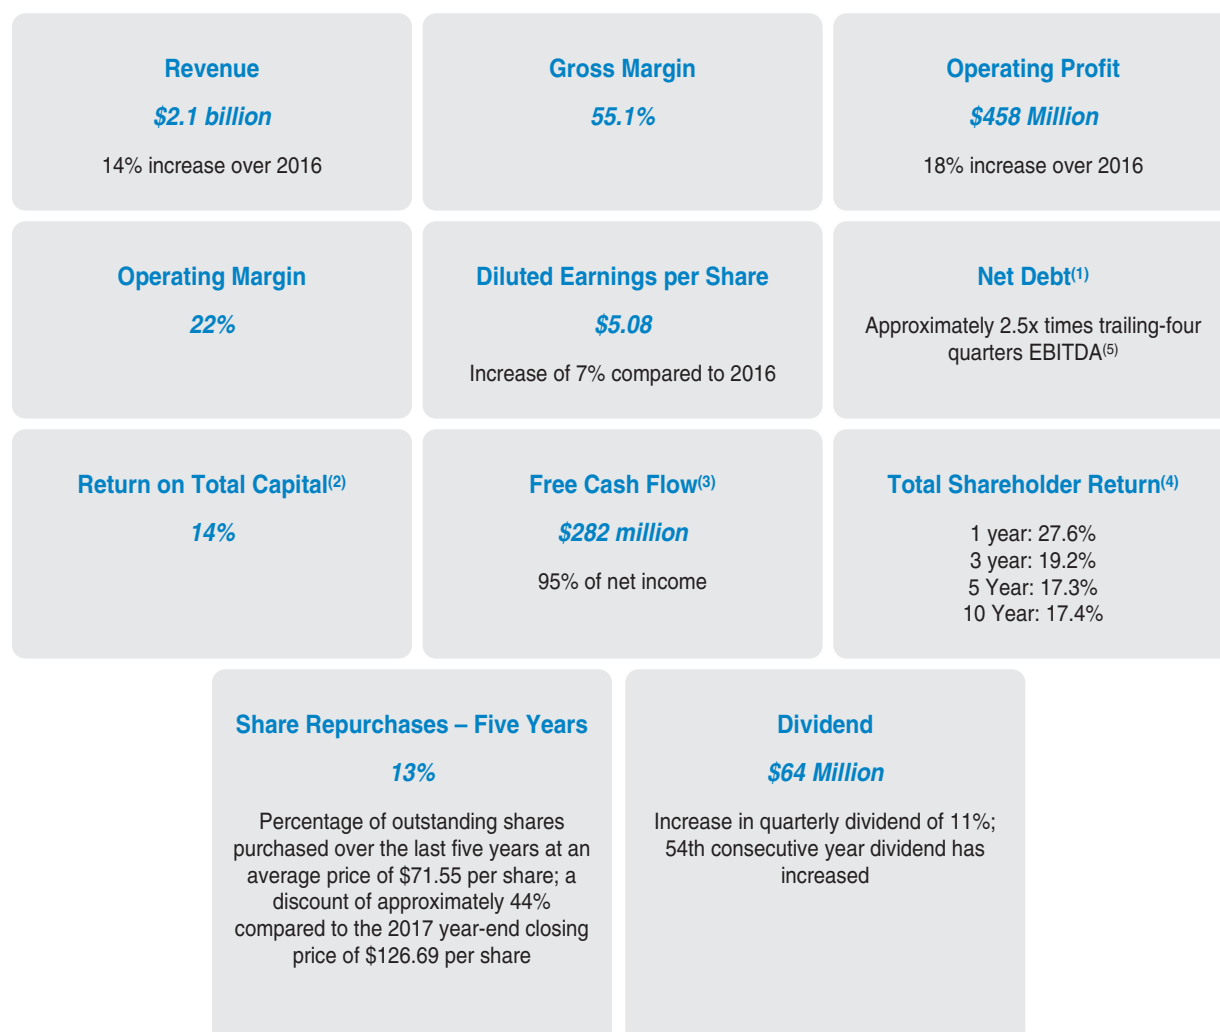 Revenue
$2.1 billion
14% increase over 2016
Gross Margin
55.1%
Operating Profit
$458 Million
18% increase over 2016
Operating Margin
22%
Diluted Earnings per Share
$5.08
Increase of 7% compared to 2016
Net Debt(1)
Approximately 2.5x times trailing-four
quarters EBITDA(5)
Return on Total Capital(2)
14%
Free Cash Flow(3)
$282 million
95% of net income
Total Shareholder Return(4)
1 year: 27.6%
3 year: 19.2%
5 Year: 17.3%
10 Year: 17.4%
Share Repurchases – Five Years
13%
Percentage of outstanding shares
purchased over the last five years at an
average price of $71.55 per share; a
discount of approximately 44%
compared to the 2017 year-end closing
price of $126.69 per share
Dividend
$64 Million
Increase in quarterly dividend of 11%;
54th consecutive year dividend has
increased